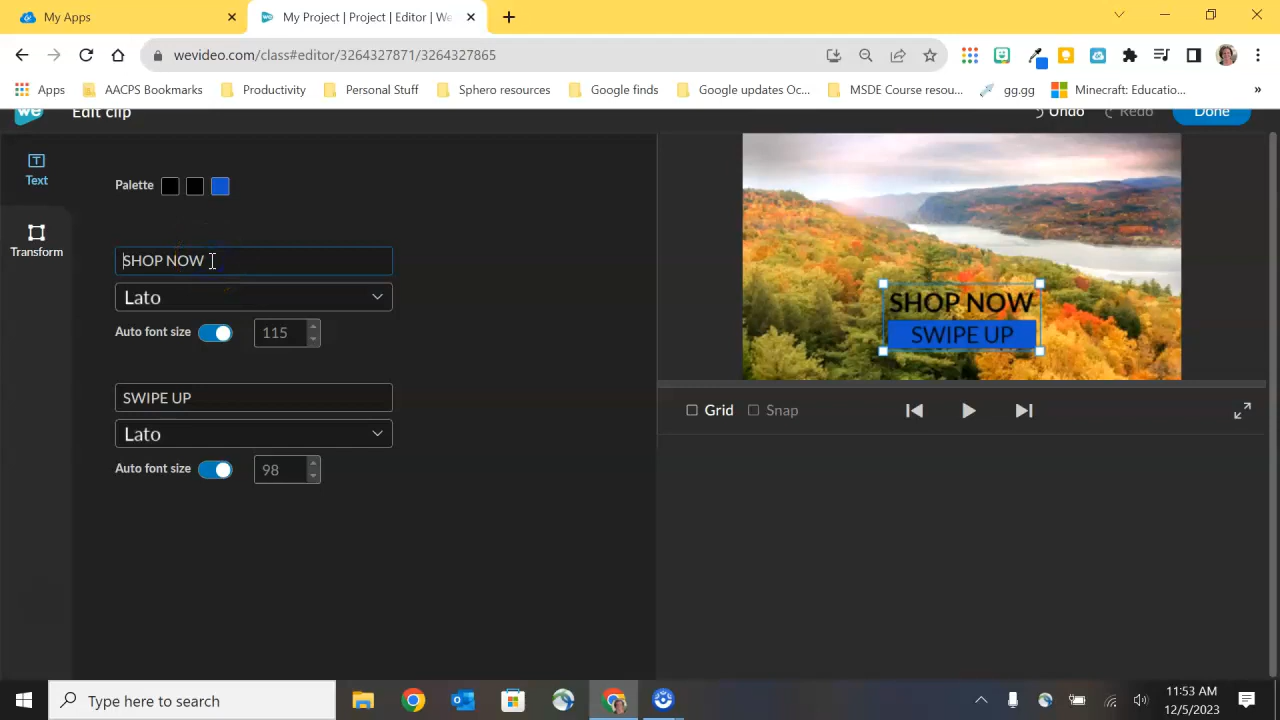 My Apps
My Project | Project | Editor | We
wevideo.com/class#editor/3264327871/3264327865
Apps
AACPS Bookmarks
Productivity
Personal Stuff
Sphero resources
Google finds
Google updates Oc...
MSDE Course resou...
gg.gg
Minecraft: Educatio...
»
we
Edit clip
Undo
Redo
Done
Text
Palette
Transform
SHOP NOW
Lato
Auto font size
115
SWIPE UP
Lato
Auto font size
98
SHOP NOW
SWIPE UP
Grid
Snap
Type here to search
11:53 AM
12/5/2023